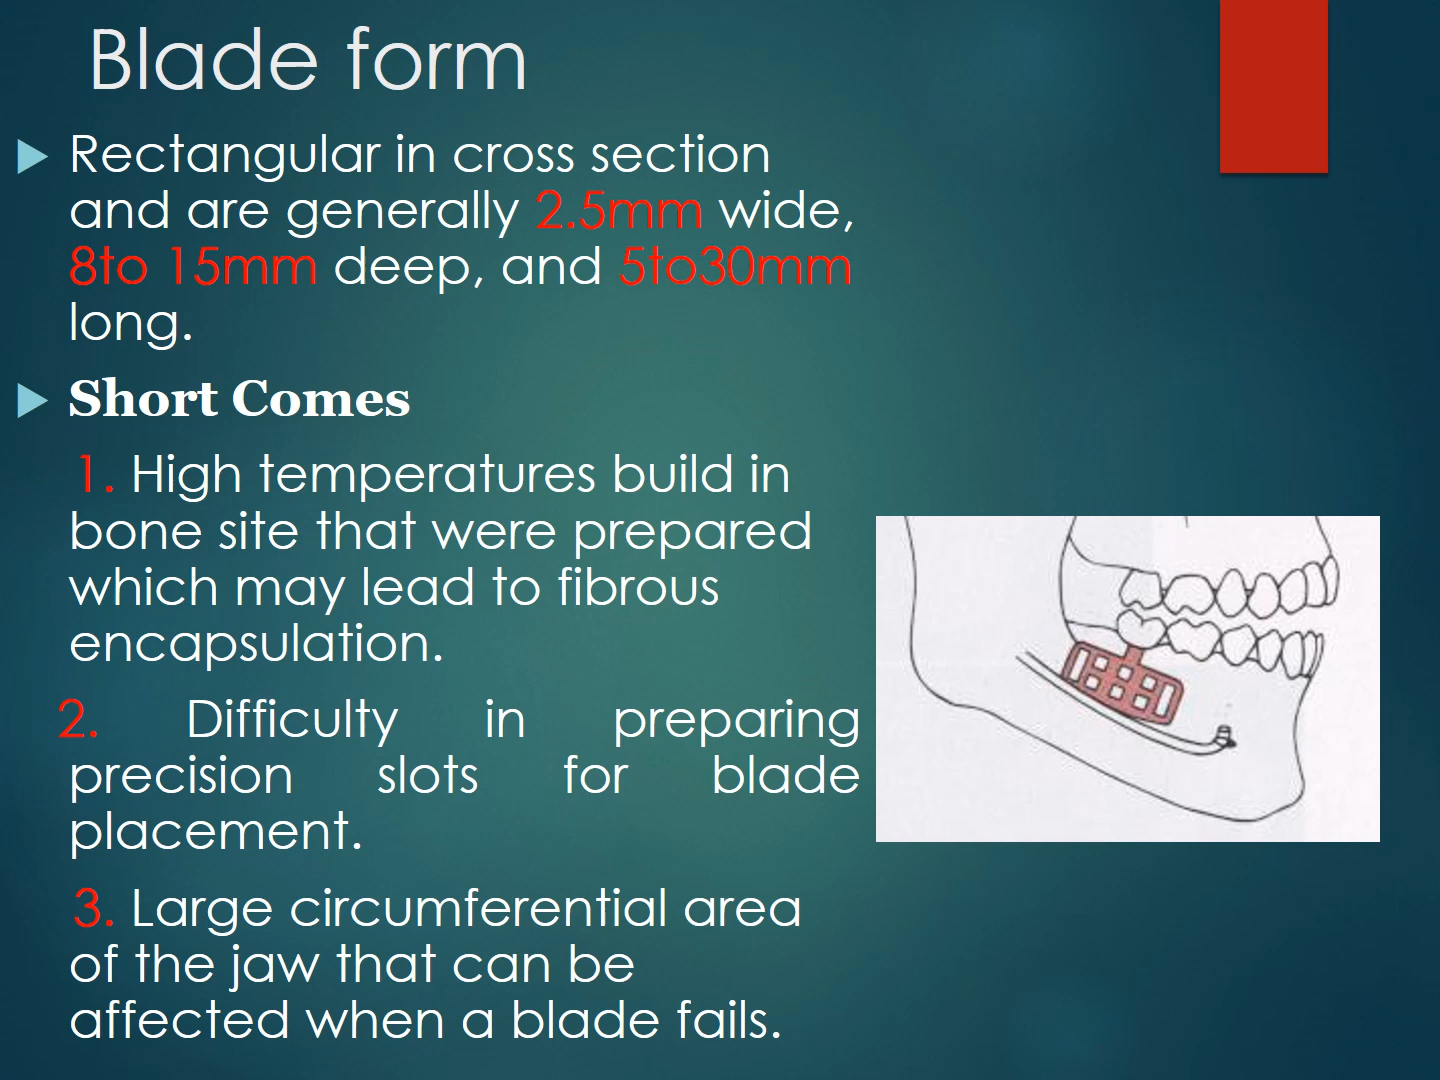 Blade form
Rectangular in cross section
and are generally 2.5mm wide,
8to 15mm deep, and 5to30mm
long.
Short Comes
1. High temperatures build in
bone site that were prepared
which may lead to fibrous
encapsulation.
2. Difficulty in preparing
precision slots for blade
placement.
3. Large circumferential area
of the jaw that can be
affected when a blade fails.